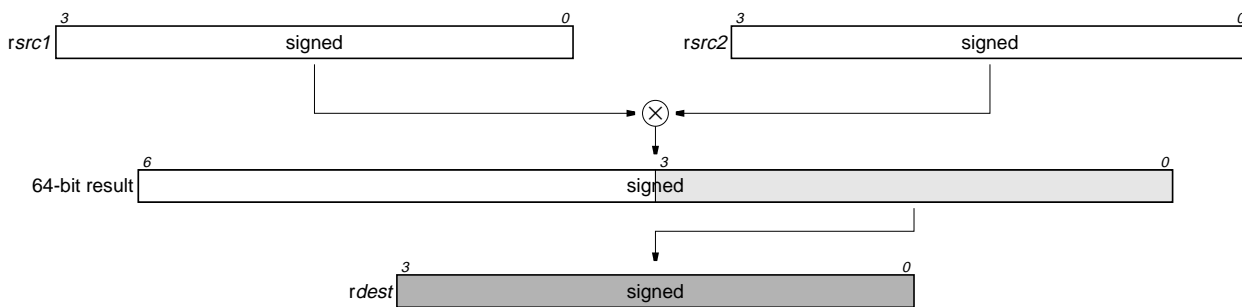 3 0 3 0
rsrc1 signed rsrc2 signed
6 3 0
64-bit result signed
3 0
rdest signed